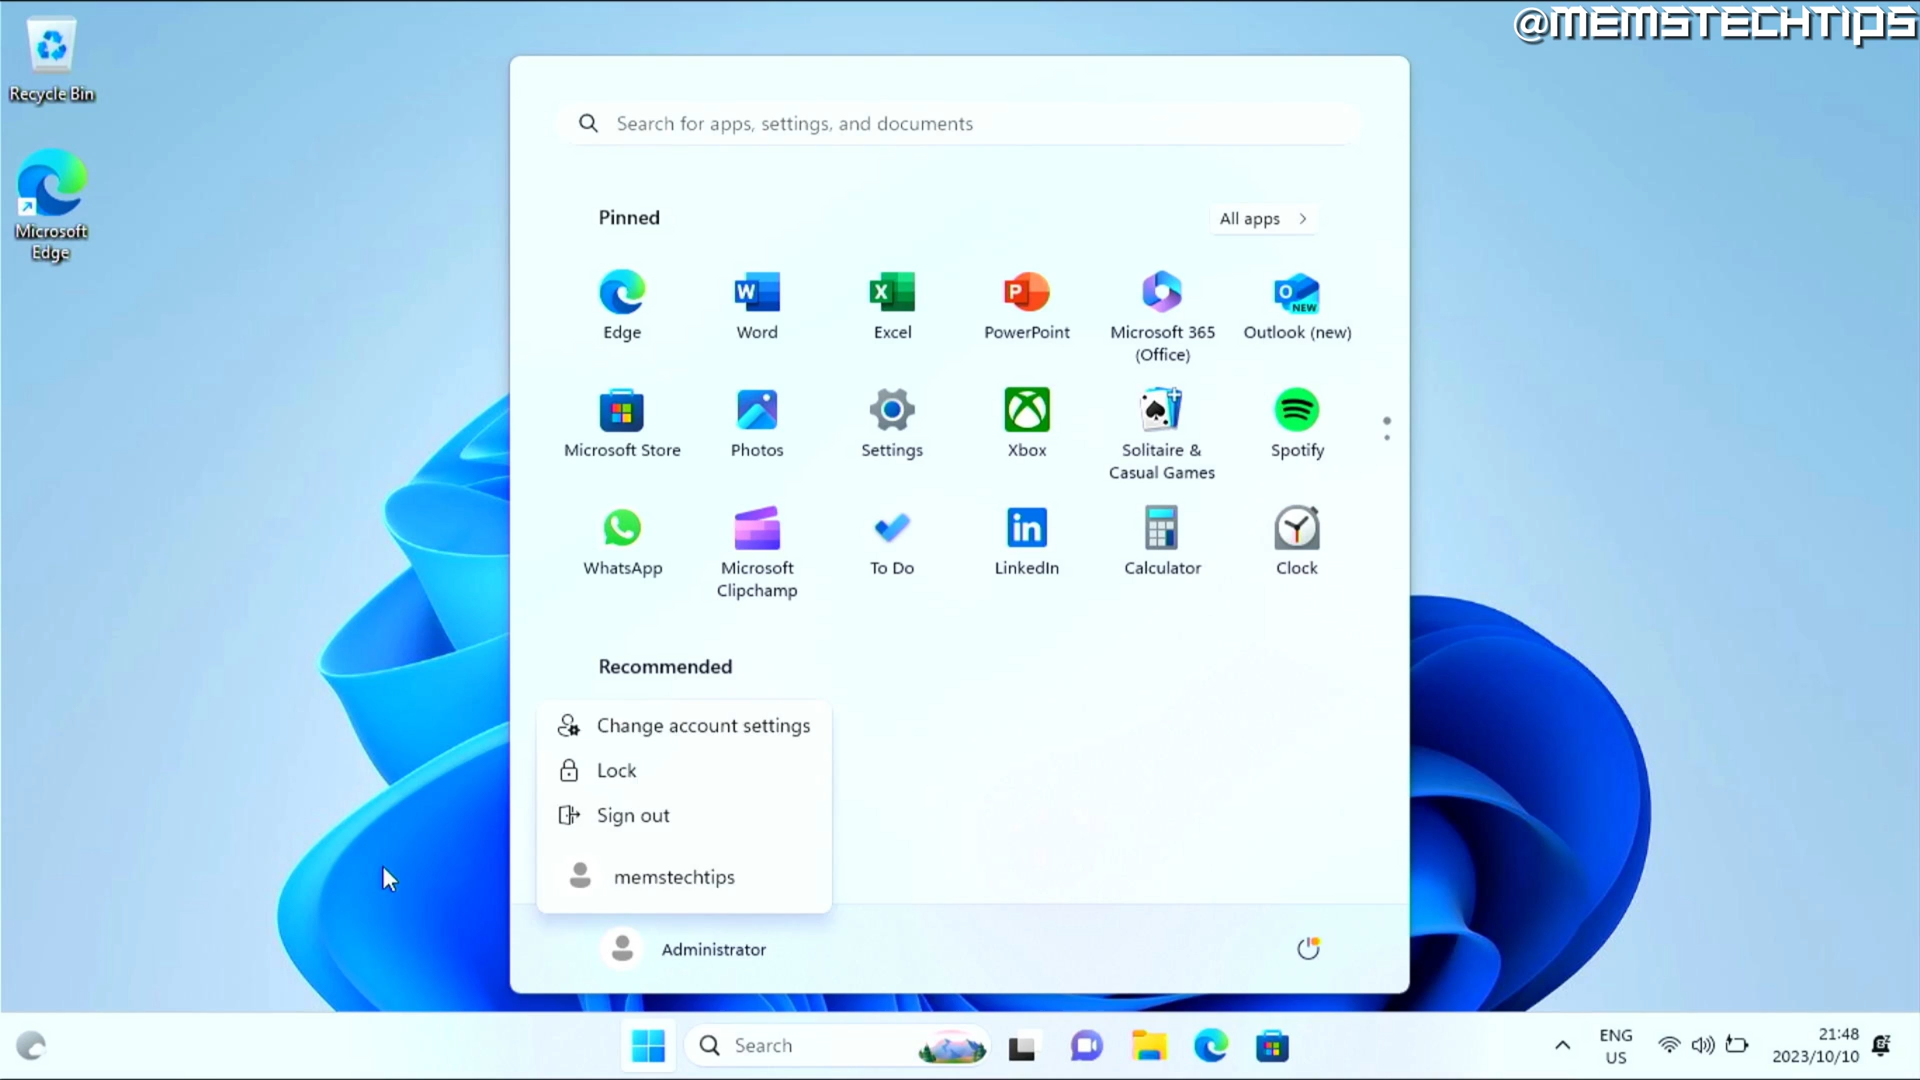 @MEMSTECHTIPS
Recycle Bin
Microsoft
Edge
Search for apps, settings, and documents
Pinned
All apps
Edge
Word
Excel
PowerPoint
Microsoft 365
(Office)
Outlook (new)
Microsoft Store
Photos
Settings
Xbox
Solitaire &
Casual Games
Spotify
WhatsApp
Microsoft
Clipchamp
To Do
LinkedIn
Calculator
Clock
Recommended
Change account settings
Lock
Sign out
memstechtips
Administrator
Search
ENG
US
21:48
2023/10/10